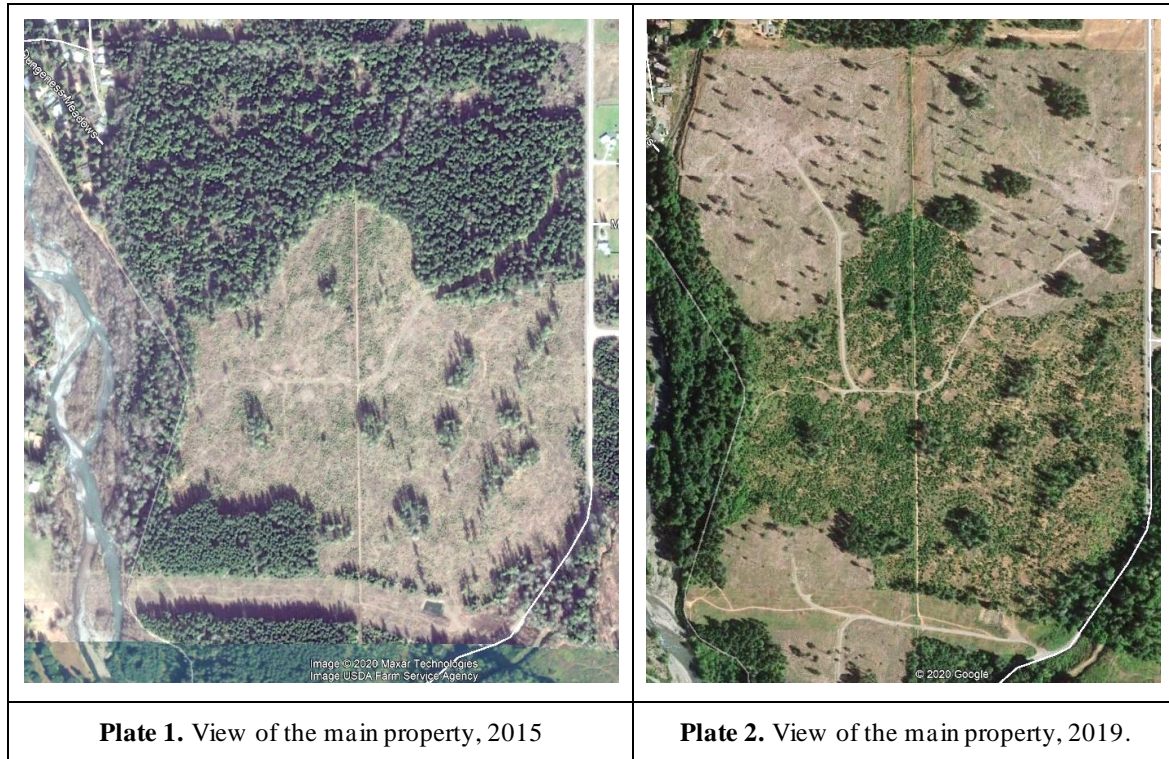 Dungeness-Meadows
M
Image © 2020 Maxar Technologies
Image USDA Farm Service Agency
© 2020 Google
Plate 1. View of the main property, 2015
Plate 2. View of the main property, 2019.